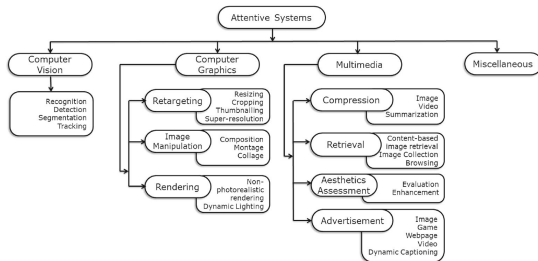 Attentive Systems
Computer
Vision
Computer
Graphics
Multimedia
Miscellaneous
Recognition
Detection
Segmentation
Tracking
Retargeting
Resizing
Cropping
Thumbnailling
Super-resolution
Image
Manipulation
Composition
Montage
Collage
Rendering
Non-
photorealistic
rendering
Dynamic Lighting
Compression
Image
Video
Summarization
Retrieval
Content-based
image retrieval
Image Collection
Browsing
Aesthetics
Assessment
Evaluation
Enhancement
Advertisement
Image
Game
Webpage
Video
Dynamic Captioning